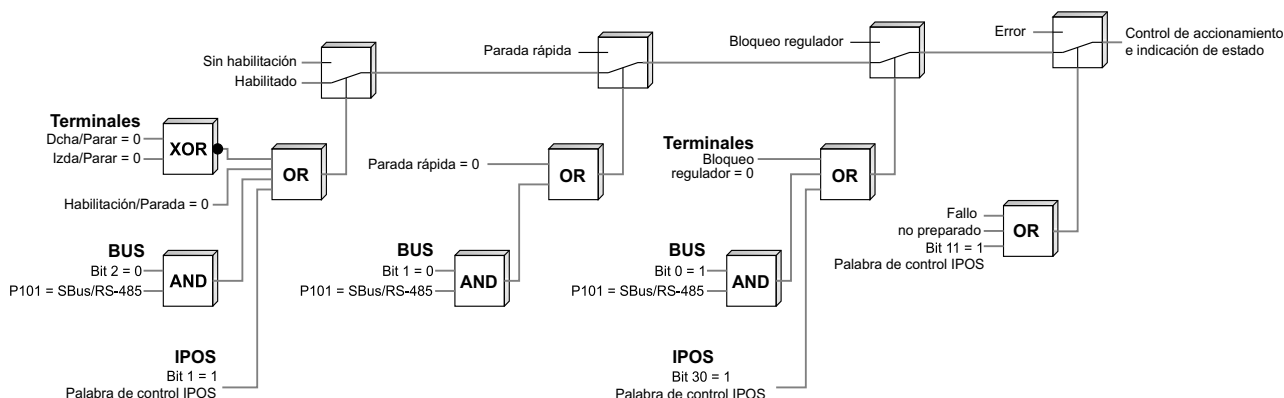 Sin habilitación
Habilitado
Terminales
Dcha/Parar = 0
Izda/Parar = 0
XOR
OR
Habilitación/Parada = 0
BUS
Bit 2 = 0
P101 = SBus/RS-485
AND
IPOS
Bit 1 = 1
Palabra de control IPOS
Parada rápida
Parada rápida = 0
OR
BUS
Bit 1 = 0
P101 = SBus/RS-485
AND
Bloqueo regulador
Terminales
Bloqueo
regulador = 0
OR
BUS
Bit 0 = 1
P101 = SBus/RS-485
AND
IPOS
Bit 30 = 1
Palabra de control IPOS
Error
Control de accionamiento
e indicación de estado
Fallo
no preparado
Bit 11 = 1
Palabra de control IPOS
OR